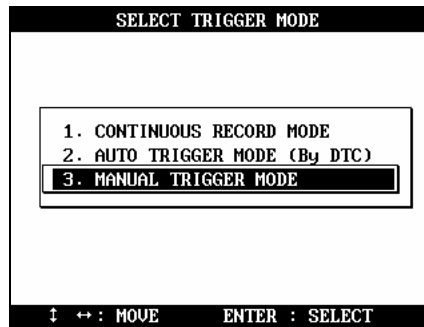 SELECT TRIGGER MODE
1. CONTINUOUS RECORD MODE
2. AUTO TRIGGER MODE (By DTC)
3. MANUAL TRIGGER MODE
↕ ↔: MOVE ENTER : SELECT